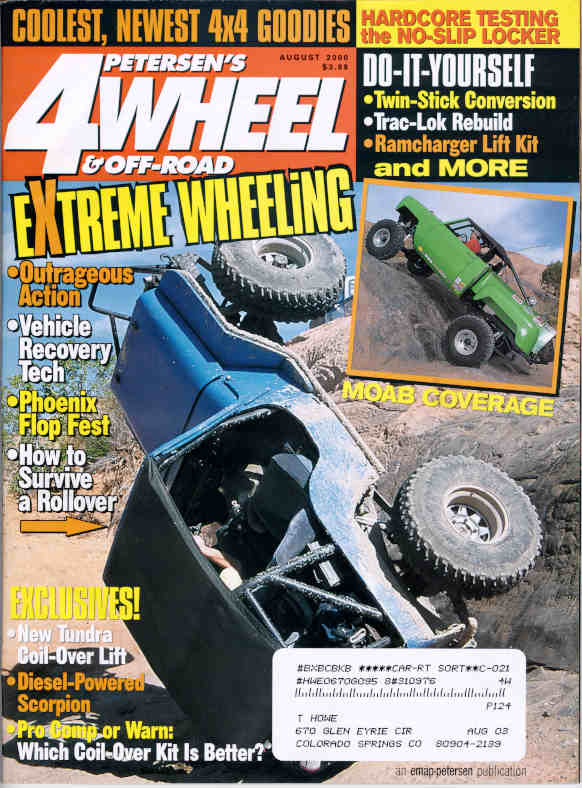 COOLEST, NEWEST 4x4 GOODIES
HARDCORE TESTING
the NO-SLIP LOCKER
AUGUST 2000
PETERSEN'S
4WHEEL
& OFF-ROAD
DO-IT-YOURSELF
•Twin-Stick Conversion
•Trac-Lok Rebuild
•Ramcharger Lift Kit
and MORE
EXTREME WHEELiNG
•Outrageous
Action
•Vehicle
Recovery
Tech
•Phoenix
Flop Fest
•How to
Survive
a Rollover
MOAB COVERAGE
EXCLUSIVES!
•New Tundra
Coil-Over Lift
•Diesel-Powered
Scorpion
•Pro Comp or Warn:
Which Coil-Over Kit Is Better?
#BXBCBKB *****CAR-RT SORT**C-021
#HWE0670G095 8#310976 4W
P124
T HOWE
670 GLEN EYRIE CIR AUG 03
COLORADO SPRINGS CO 80904-2139
an emap-petersen publication